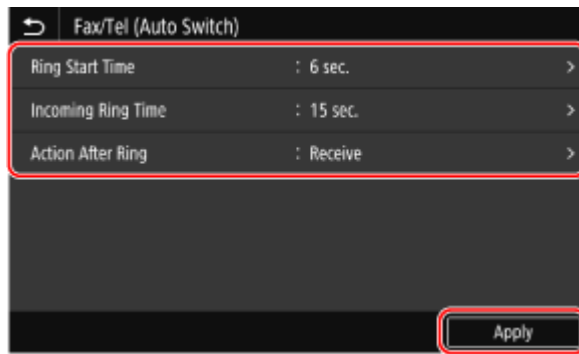 Fax/Tel (Auto Switch)
Ring Start Time : 6 sec.
Incoming Ring Time : 15 sec.
Action After Ring : Receive
Apply